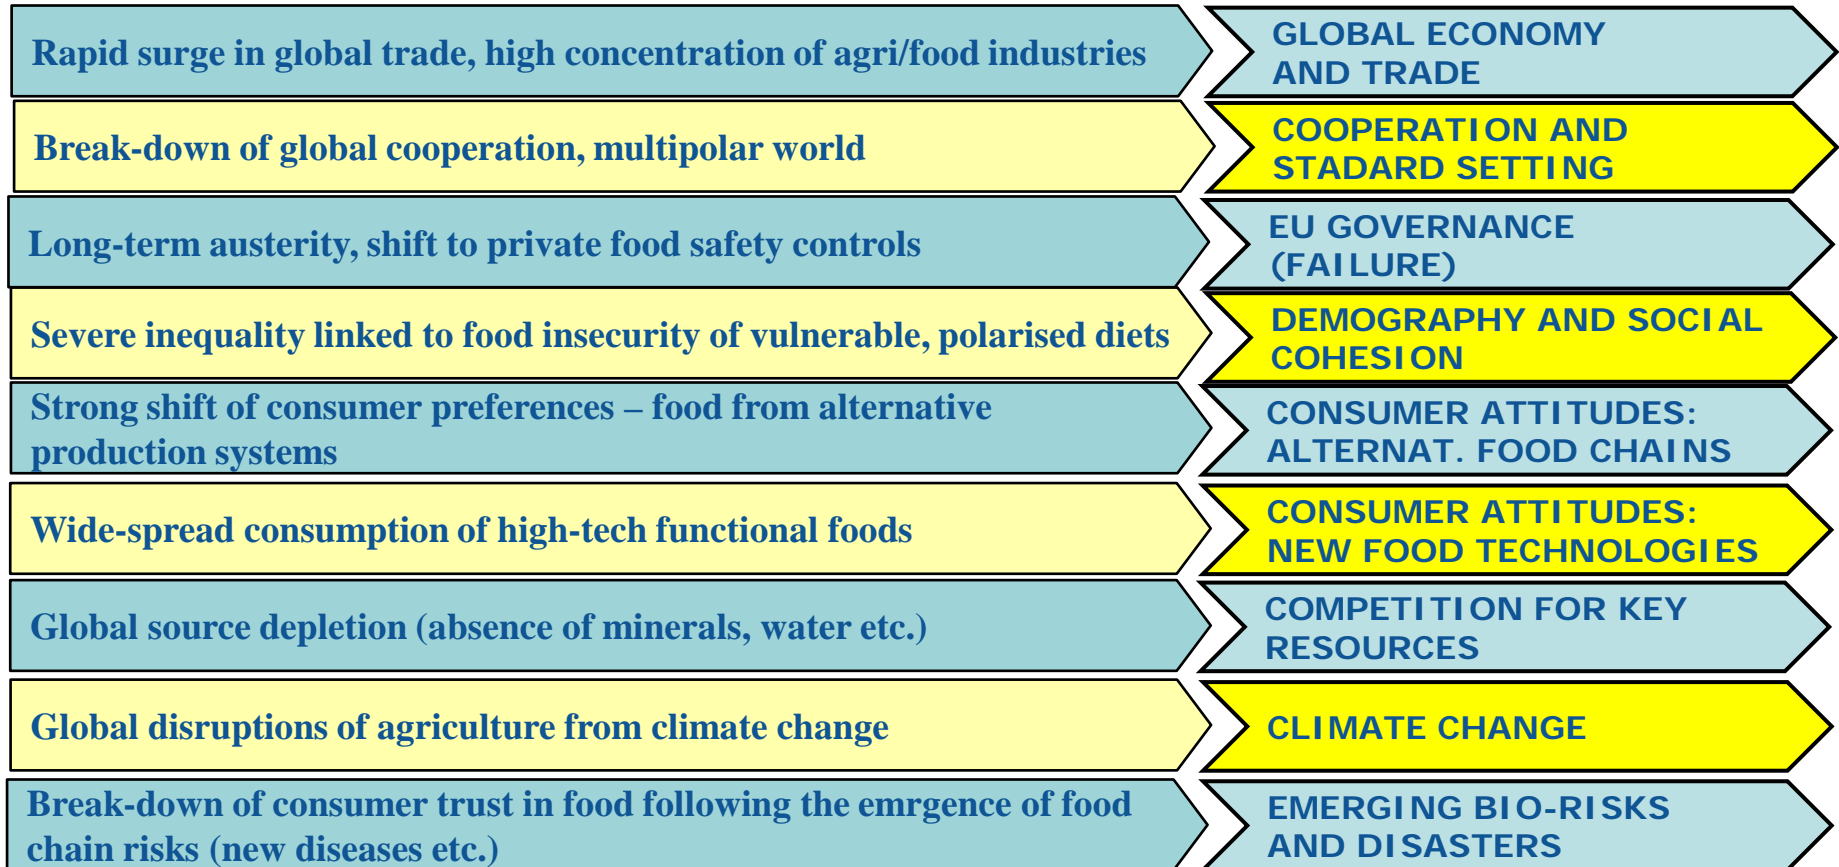 Rapid surge in global trade, high concentration of agri/food industries
GLOBAL ECONOMY
AND TRADE
Break-down of global cooperation, multipolar world
COOPERATION AND
STADARD SETTING
Long-term austerity, shift to private food safety controls
EU GOVERNANCE
(FAILURE)
Severe inequality linked to food insecurity of vulnerable, polarised diets
DEMOGRAPHY AND SOCIAL
COHESION
Strong shift of consumer preferences – food from alternative
production systems
CONSUMER ATTITUDES:
ALTERNAT. FOOD CHAINS
Wide-spread consumption of high-tech functional foods
CONSUMER ATTITUDES:
NEW FOOD TECHNOLOGIES
Global source depletion (absence of minerals, water etc.)
COMPETITION FOR KEY
RESOURCES
Global disruptions of agriculture from climate change
CLIMATE CHANGE
Break-down of consumer trust in food following the emrgence of food
chain risks (new diseases etc.)
EMERGING BIO-RISKS
AND DISASTERS